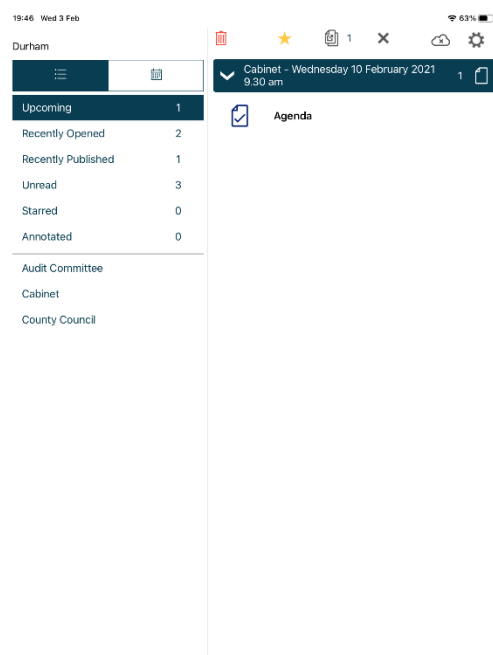 19:46 Wed 3 Feb
63%
Durham
1
Cabinet - Wednesday 10 February 2021
9.30 am
1
Agenda
Upcoming 1
Recently Opened 2
Recently Published 1
Unread 3
Starred 0
Annotated 0
Audit Committee
Cabinet
County Council